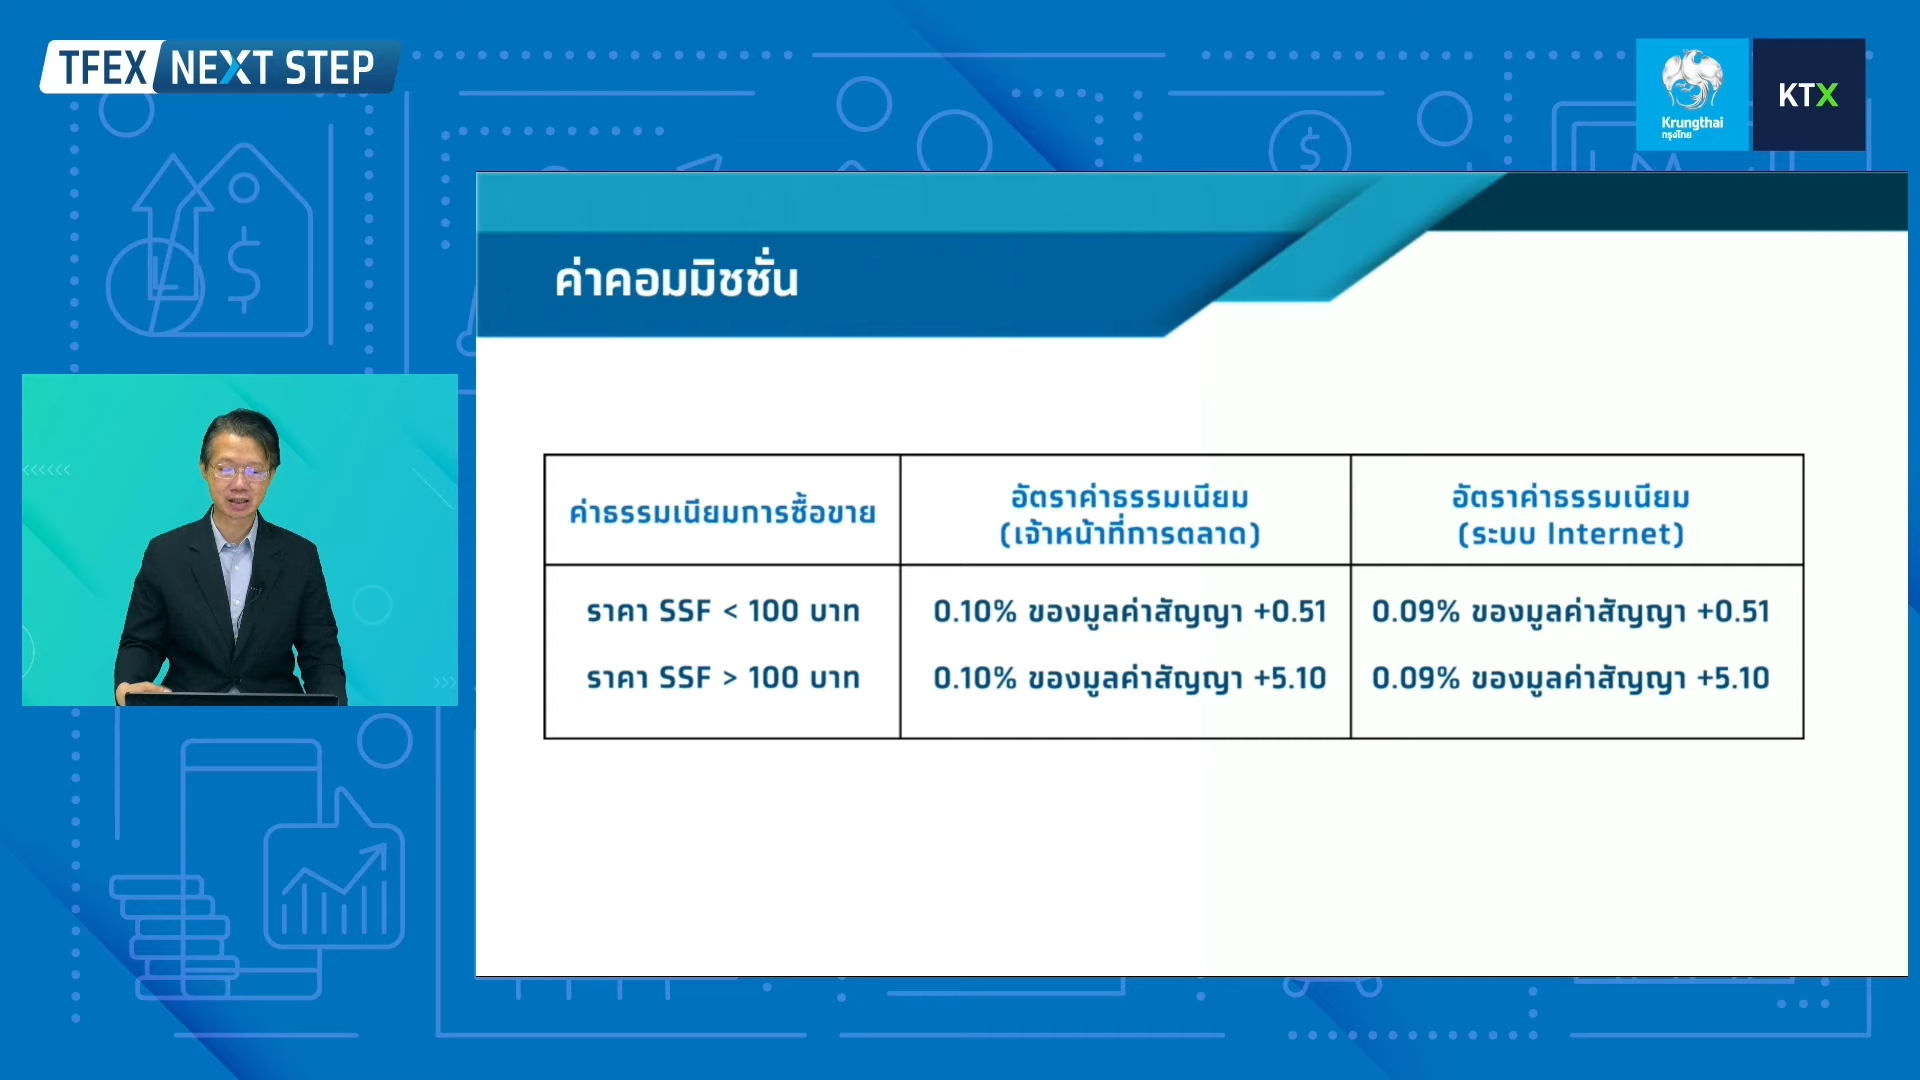 TFEX NEXT STEP
Krungthai
กรุงไทย
KTX
ค่าคอมมิชชั่น
ค่าธรรมเนียมการซื้อขาย
อัตราค่าธรรมเนียม
(เจ้าหน้าที่การตลาด)
อัตราค่าธรรมเนียม
(ระบบ Internet)
ราคา SSF < 100 บาท
0.10% ของมูลค่าสัญญา +0.51
0.09% ของมูลค่าสัญญา +0.51
ราคา SSF > 100 บาท
0.10% ของมูลค่าสัญญา +5.10
0.09% ของมูลค่าสัญญา +5.10